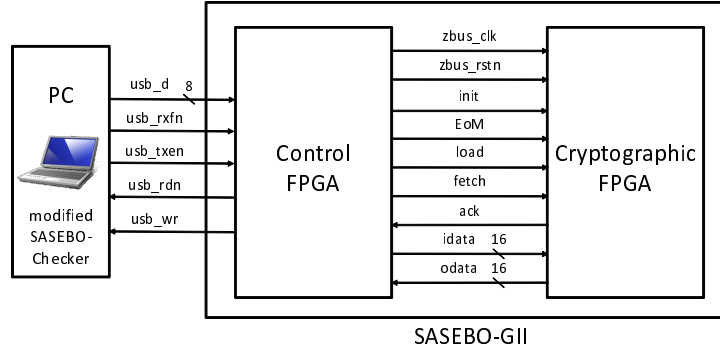 PC
modified
SASEBO-
Checker
usb_d 8
usb_rxfn
usb_txen
usb_rdn
usb_wr
Control
FPGA
zbus_clk
zbus_rstn
init
EoM
load
fetch
ack
idata 16
odata 16
Cryptographic
FPGA
SASEBO-GII